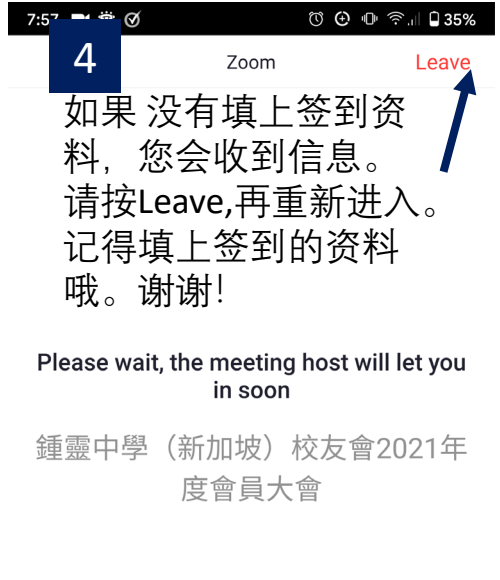 7:57
35%
4
Zoom
Leave
如果 没有填上签到资
料，您会收到信息。
请按Leave,再重新进入。
记得填上签到的资料
哦。谢谢！
Please wait, the meeting host will let you
in soon
鍾靈中學（新加坡）校友會2021年
度會員大會